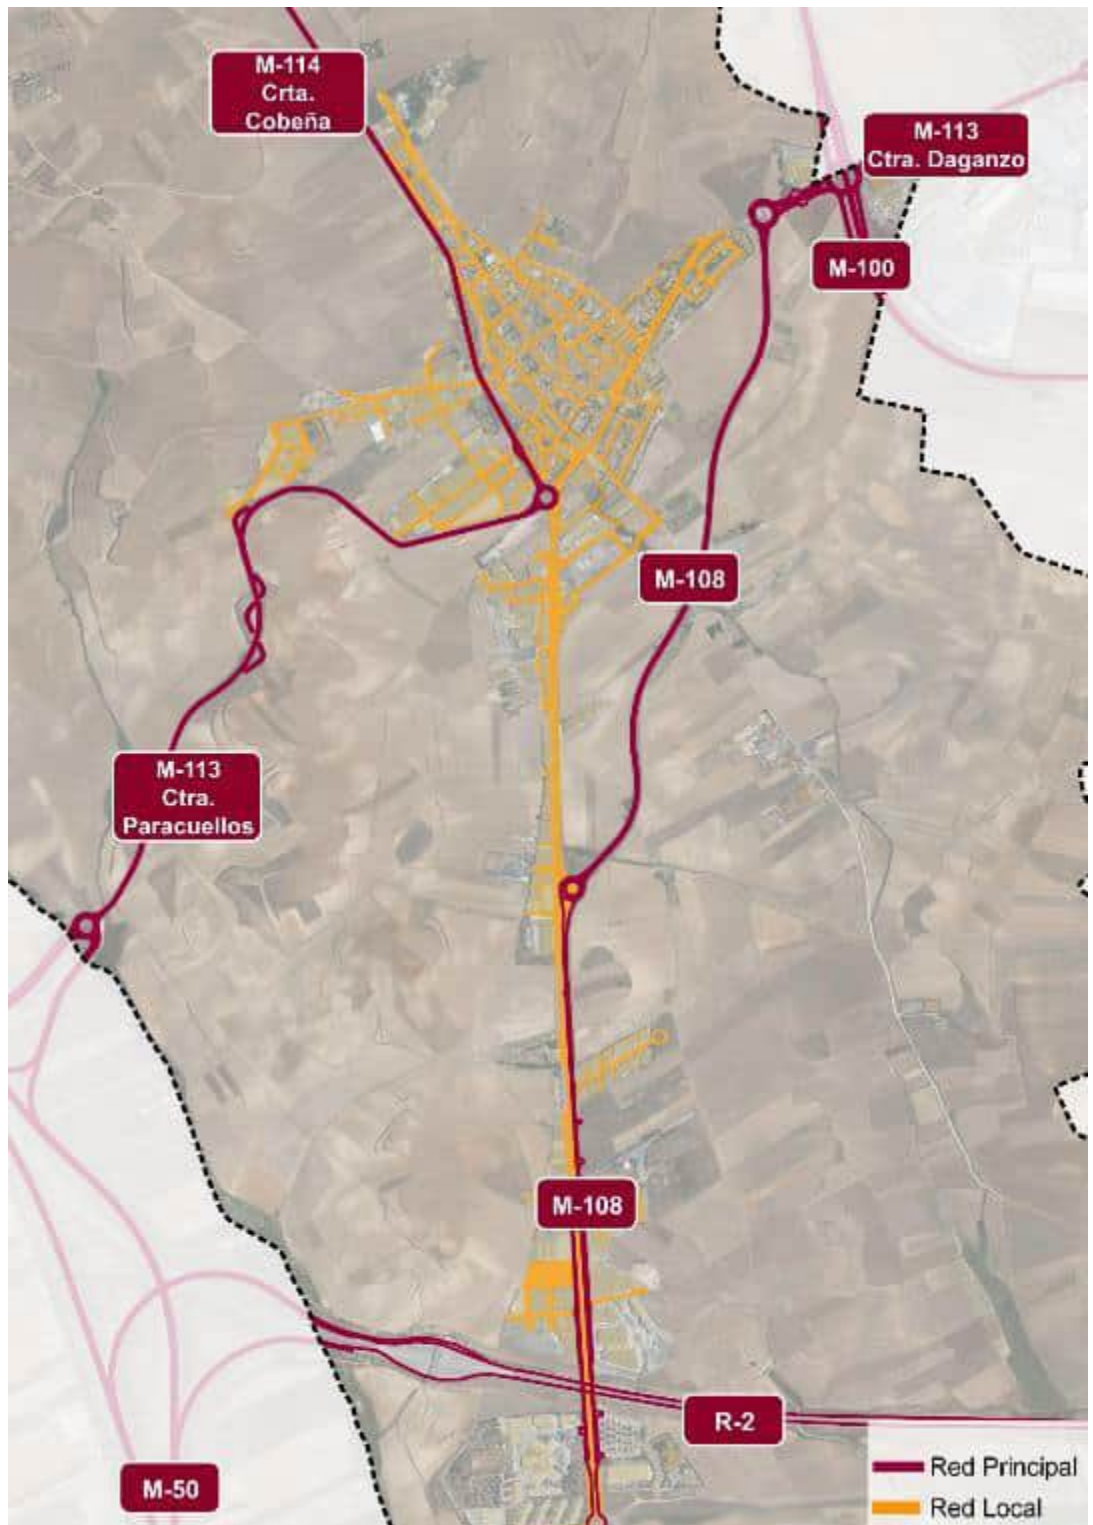 M-114
Crta.
Cobeña
M-113
Ctra. Daganzo
M-100
M-108
M-113
Ctra.
Paracuellos
M-108
R-2
M-50
Red Principal
Red Local